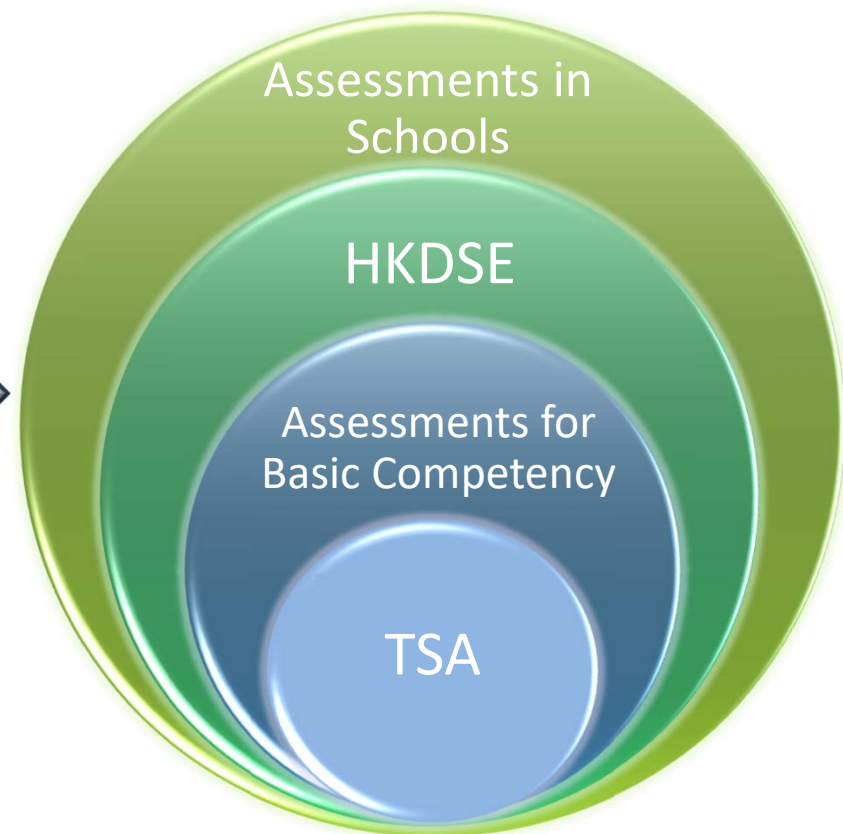 Assessments in
Schools
HKDSE
Assessments for
Basic Competency
TSA